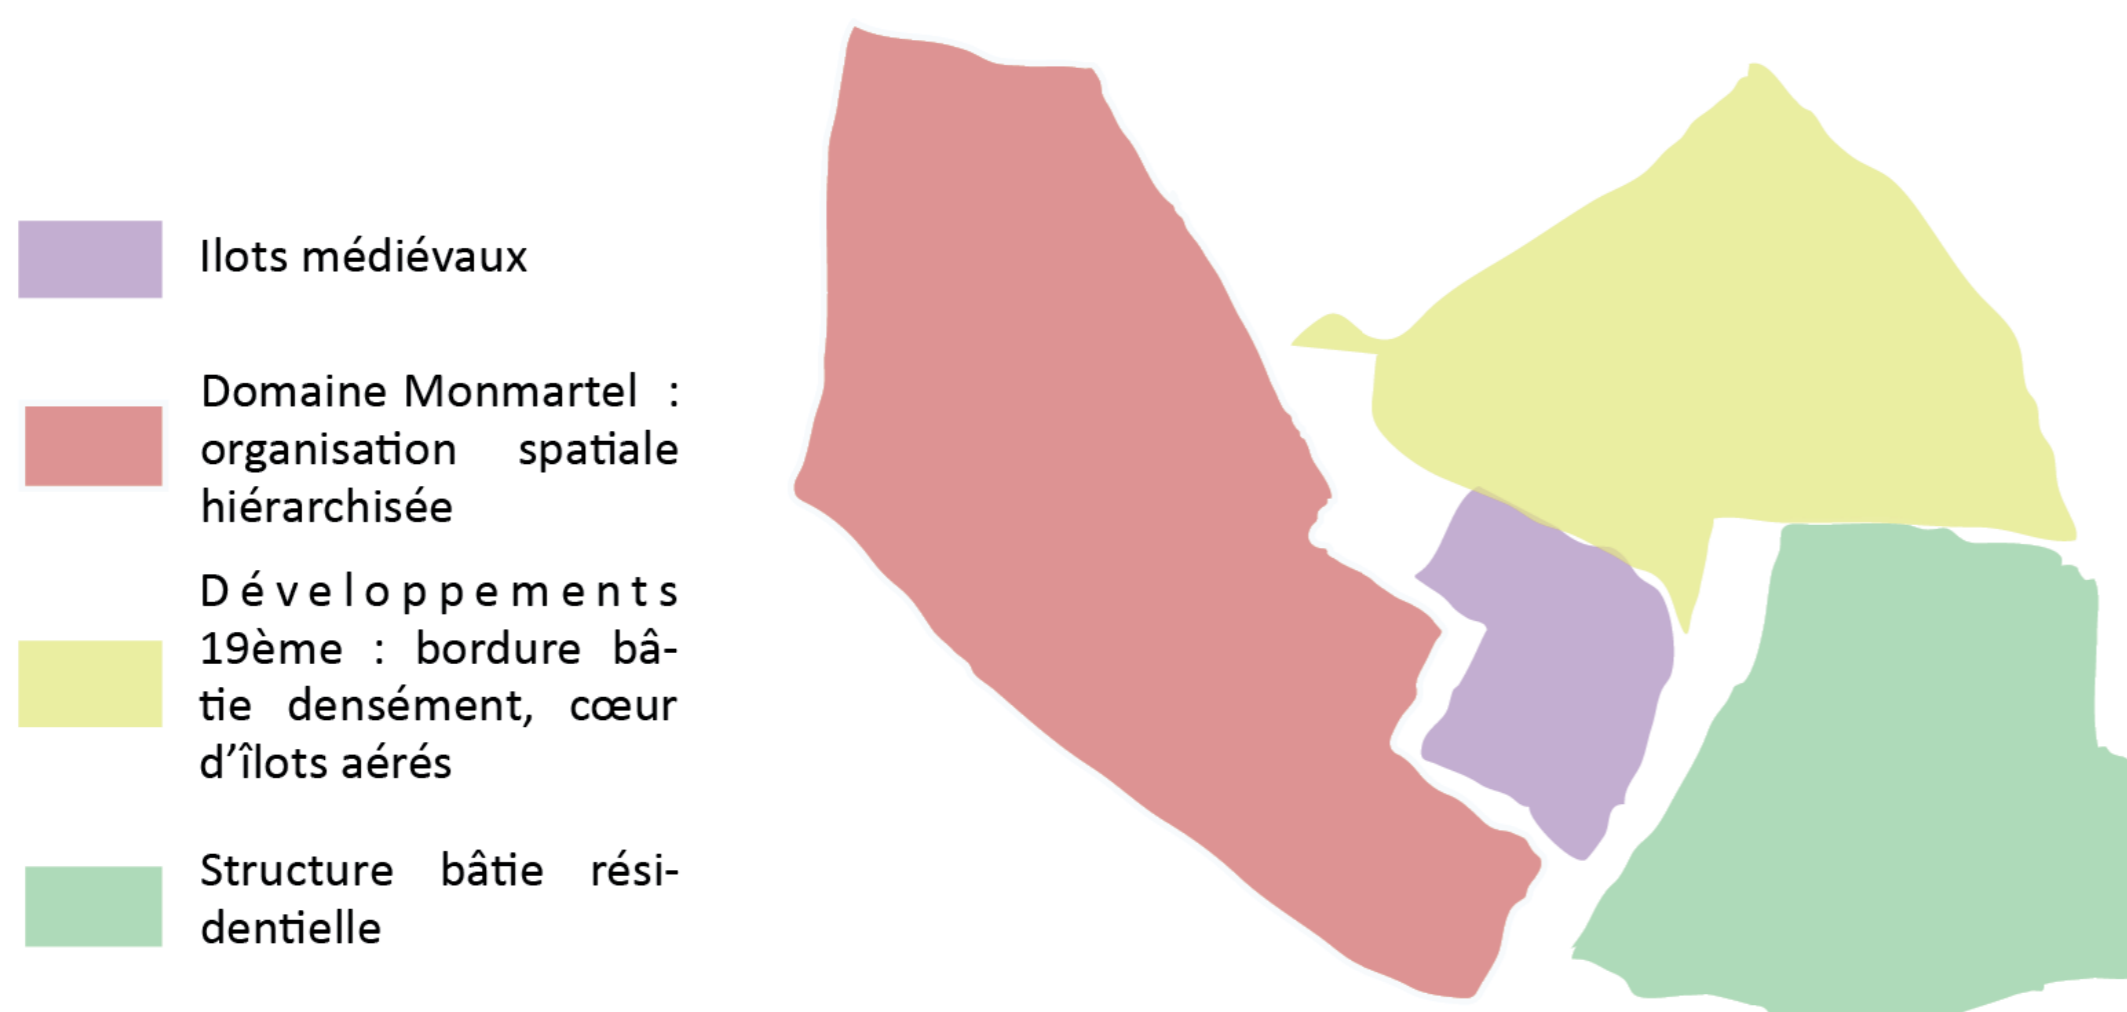 Ilots médiévaux
Domaine Monmartel :
organisation spatiale
hiérarchisée
Développements
19ème : bordure bâ-
tie densément, cœur
d’îlots aérés
Structure bâtie rési-
dentielle